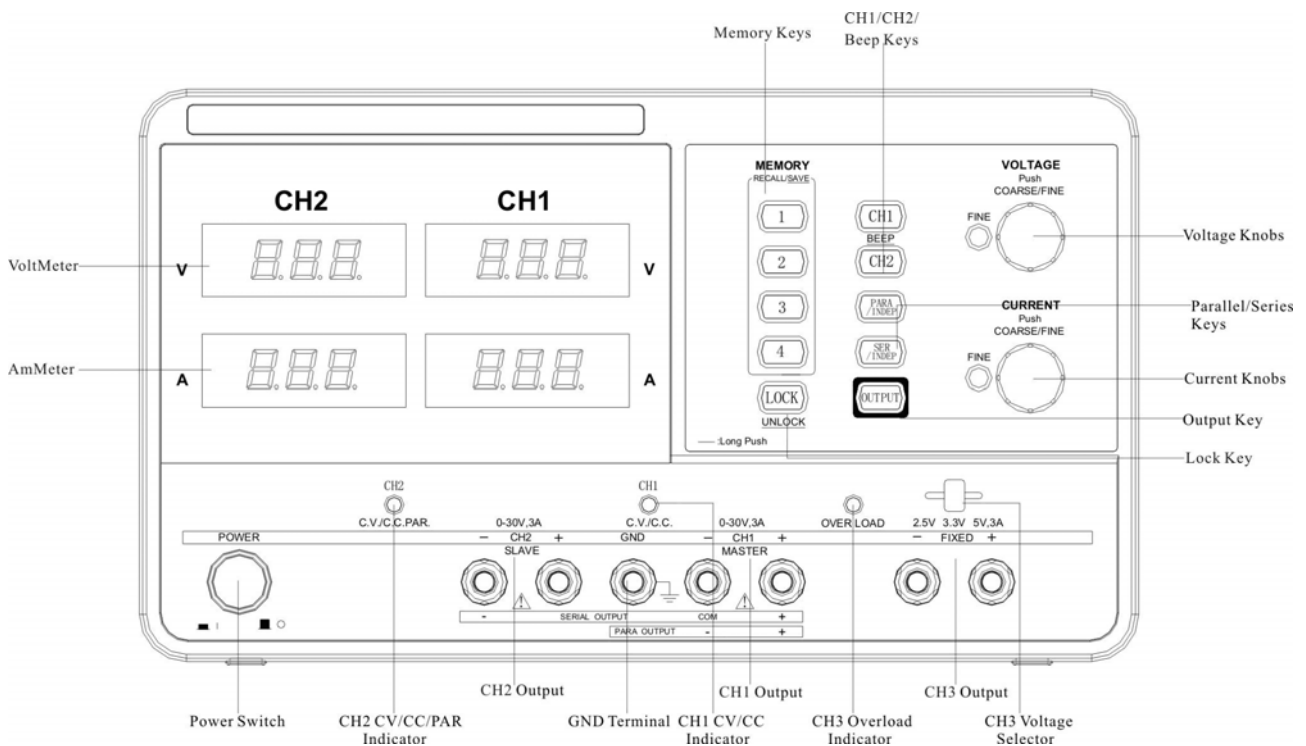 Memory Keys
CH1/CH2/
Beep Keys
CH2
CH1
VoltMeter
V
V
AmMeter
A
A
MEMORY
RECALL/SAVE
1
2
3
4
LOCK
UNLOCK
:Long Push
CH1
BEEP
CH2
PARA
/INDEP
SER
/INDEP
OUTPUT
VOLTAGE
Push
COARSE/FINE
FINE
CURRENT
Push
COARSE/FINE
FINE
Voltage Knobs
Parallel/Series
Keys
Current Knobs
Output Key
Lock Key
CH2
CH1
C.V./C.C.PAR.
0-30V,3A
C.V./C.C.
0-30V,3A
OVER LOAD
2.5V 3.3V 5V,3A
POWER
− CH2 +
GND
− CH1 +
− FIXED +
SLAVE
MASTER
- SERIAL OUTPUT COM +
PARA OUTPUT - +
CH2 Output
CH1 Output
CH3 Output
Power Switch
CH2 CV/CC/PAR
Indicator
GND Terminal
CH1 CV/CC
Indicator
CH3 Overload
Indicator
CH3 Voltage
Selector